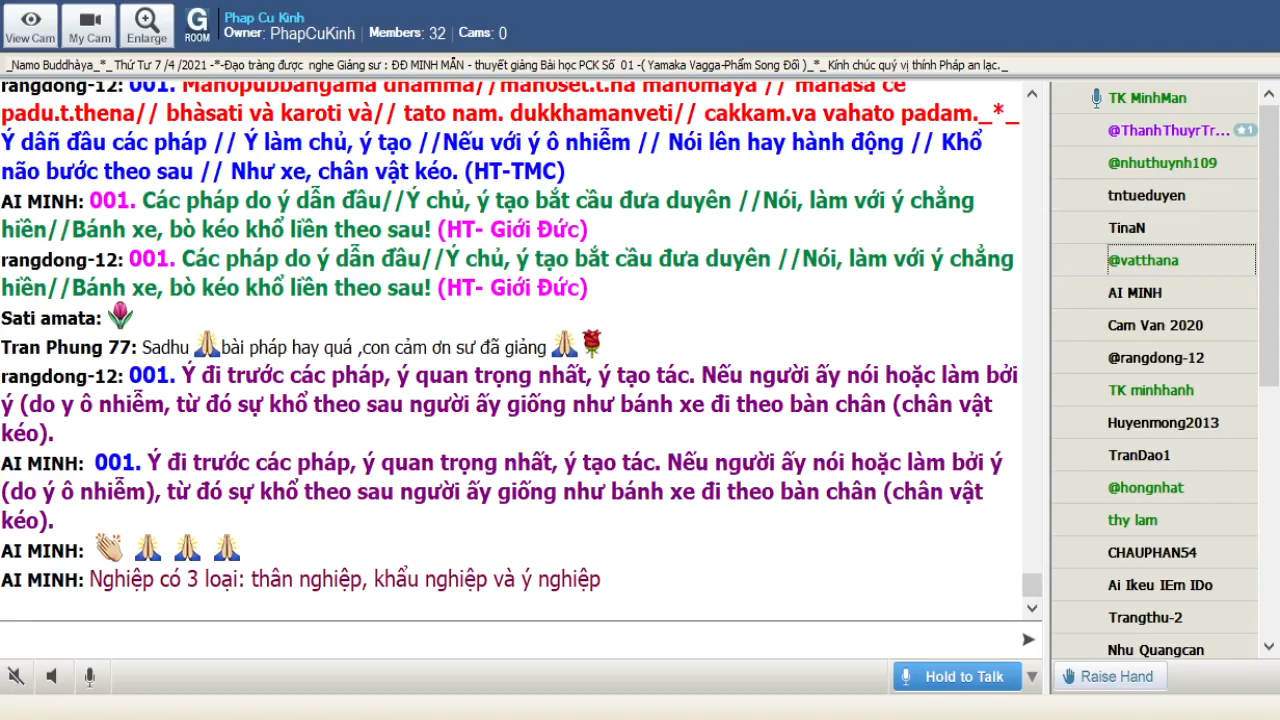 View Cam
My Cam
Enlarge
G
ROOM
Phap Cu Kinh
Owner: PhapCuKinh | Members: 32 | Cams: 0
_Namo Buddhàya_*_ Thứ Tư 7 /4 /2021 -*-Đạo tràng được nghe Giảng sư : ĐĐ MINH MẪN - thuyết giảng Bài học PCK Số 01 -( Yamaka Vagga-Phẩm Song Đối )_*_ Kính chúc quý vị thính Pháp an lạc._
rangdong-12: 001. Manopubbangamà dhammà//manoset.t.hà manomayà // manasà ce
padu.t.thena// bhàsati và karoti và// tato nam. dukkhamanveti// cakkam.va vahato padam._*_
Ý dẫñ đầu các pháp // Ý làm chủ, ý tạo //Nếu với ý ô nhiễm // Nói lên hay hành động // Khổ
não bước theo sau // Như xe, chân vật kéo. (HT-TMC)
AI MINH: 001. Các pháp do ý dẫn đầu//Ý chủ, ý tạo bắt cầu đưa duyên //Nói, làm với ý chẳng
hiền//Bánh xe, bò kéo khổ liền theo sau! (HT- Giới Đức)
rangdong-12: 001. Các pháp do ý dẫn đầu//Ý chủ, ý tạo bắt cầu đưa duyên //Nói, làm với ý chẳng
hiền//Bánh xe, bò kéo khổ liền theo sau! (HT- Giới Đức)
Sati amata:
Tran Phung 77: Sadhu 🙏bài pháp hay quá ,con cảm ơn sư đã giảng 🙏🌹
rangdong-12: 001. Ý đi trước các pháp, ý quan trọng nhất, ý tạo tác. Nếu người ấy nói hoặc làm bởi
ý (do y ô nhiễm, từ đó sự khổ theo sau người ấy giống như bánh xe đi theo bàn chân (chân vật
kéo).
AI MINH: 001. Ý đi trước các pháp, ý quan trọng nhất, ý tạo tác. Nếu người ấy nói hoặc làm bởi ý
(do ý ô nhiễm), từ đó sự khổ theo sau người ấy giống như bánh xe đi theo bàn chân (chân vật
kéo).
AI MINH: 👏 🙏 🙏 🙏
AI MINH: Nghiệp có 3 loại: thân nghiệp, khẩu nghiệp và ý nghiệp
Hold to Talk
TK MinhMan
@ThanhThuyrTr... ★1
@nhuthuynh109
tntueduyen
TinaN
@vatthana
AI MINH
Cam Van 2020
@rangdong-12
TK minhhanh
Huyenmong2013
TranDao1
@hongnhat
thy lam
CHAUPHAN54
Ai Ikeu IEm IDo
Trangthu-2
Nhu Quangcan
Raise Hand